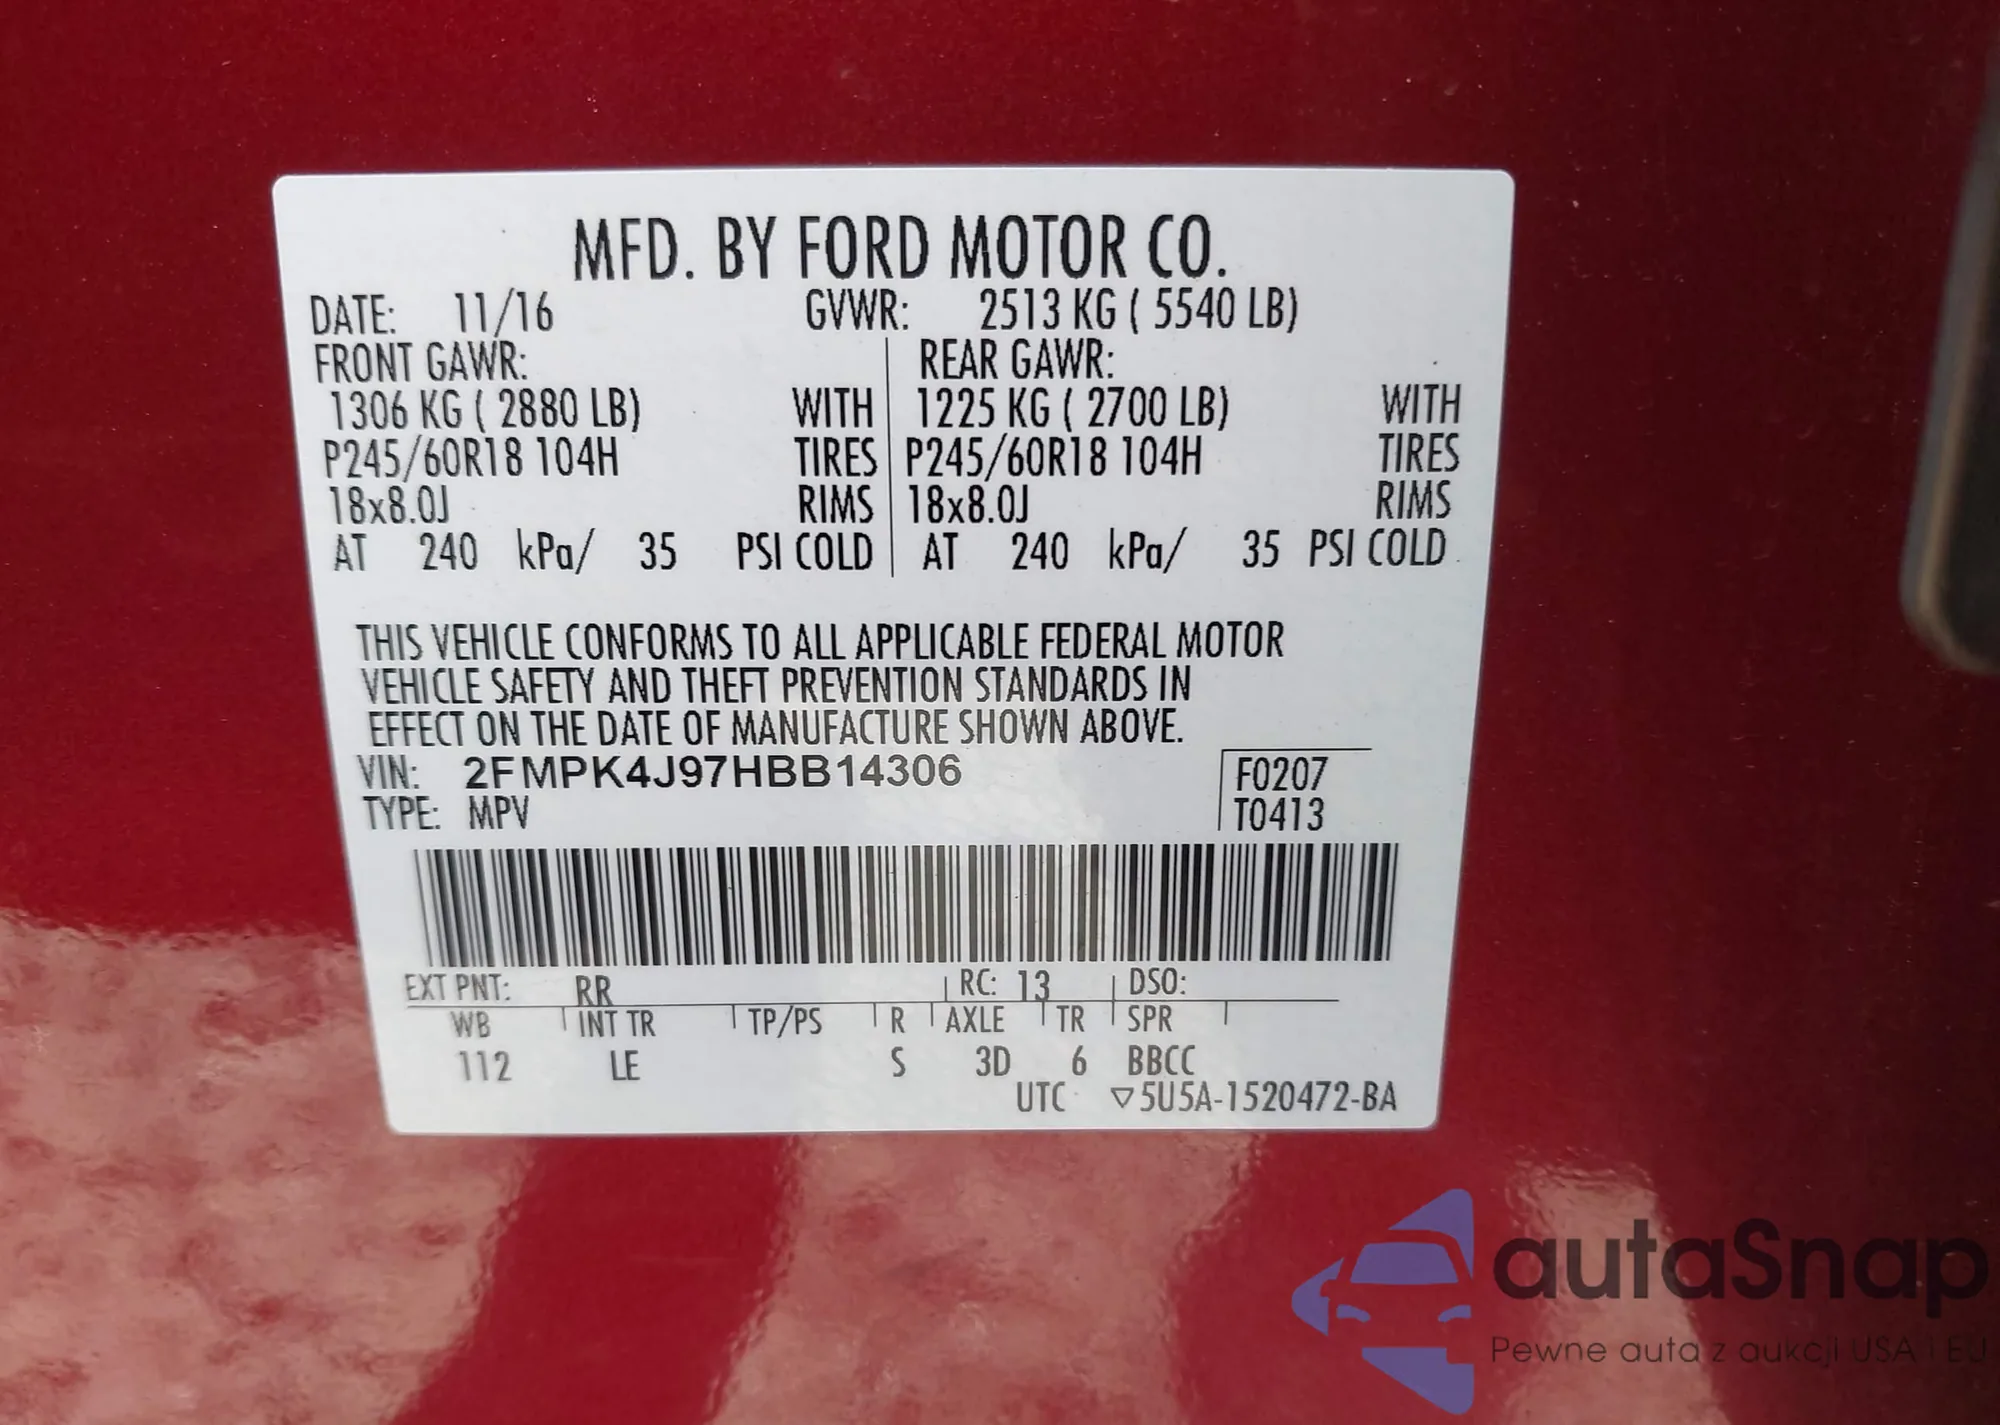 MFD. BY FORD MOTOR CO.
DATE: 11/16 GVWR: 2513 KG ( 5540 LB)
FRONT GAWR: REAR GAWR:
1306 KG ( 2880 LB) WITH 1225 KG ( 2700 LB) WITH
P245/60R18 104H TIRES P245/60R18 104H TIRES
18x8.0J RIMS 18x8.0J RIMS
AT 240 kPa/ 35 PSI COLD AT 240 kPa/ 35 PSI COLD
THIS VEHICLE CONFORMS TO ALL APPLICABLE FEDERAL MOTOR
VEHICLE SAFETY AND THEFT PREVENTION STANDARDS IN
EFFECT ON THE DATE OF MANUFACTURE SHOWN ABOVE.
VIN: 2FMPK4J97HBB14306 F0207
TYPE: MPV T0413
EXT PNT: RR RC: 13 DSO:
WB INT TR TP/PS R AXLE TR SPR
112 LE S 3D 6 BBCC
UTC ▽5U5A-1520472-BA
autaSnap
Pewne auta z aukcji USA i EU